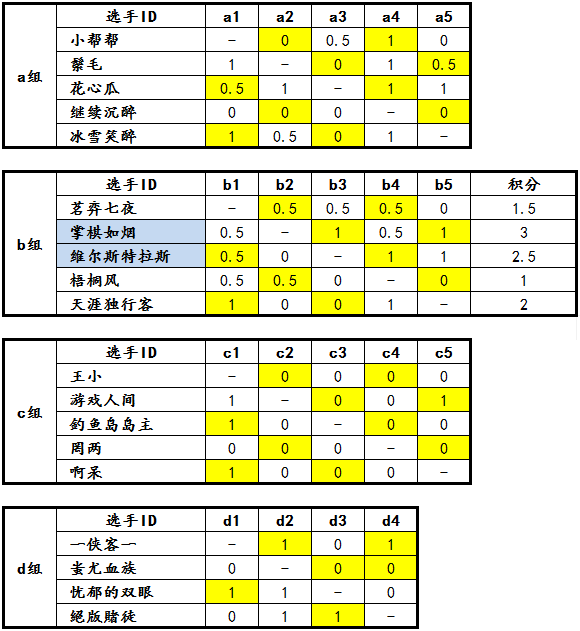 选手ID a1 a2 a3 a4 a5
小帮帮 - 0 0.5 1 0
鬃毛 1 - 0 1 0.5
a组 花心瓜 0.5 1 - 1 1
继续沉醉 0 0 0 - 0
冰雪笑醉 1 0.5 0 1 -
选手ID b1 b2 b3 b4 b5 积分
茗弈七夜 - 0.5 0.5 0.5 0 1.5
掌棋如烟 0.5 - 1 0.5 1 3
b组 维尔斯特拉斯 0.5 0 - 1 1 2.5
梧桐风 0.5 0.5 0 - 0 1
天涯独行客 1 0 0 1 - 2
选手ID c1 c2 c3 c4 c5
王小 - 0 0 0 0
游戏人间 1 - 0 0 1
c组 钓鱼岛岛主 1 0 - 0 0
罔两 0 0 0 - 0
啊呆 1 0 0 0 -
选手ID d1 d2 d3 d4
一侠客一 - 1 0 1
d组 蚩尤血族 0 - 0 0
忧郁的双眼 1 1 - 0
絕版賭徒 0 1 1 -